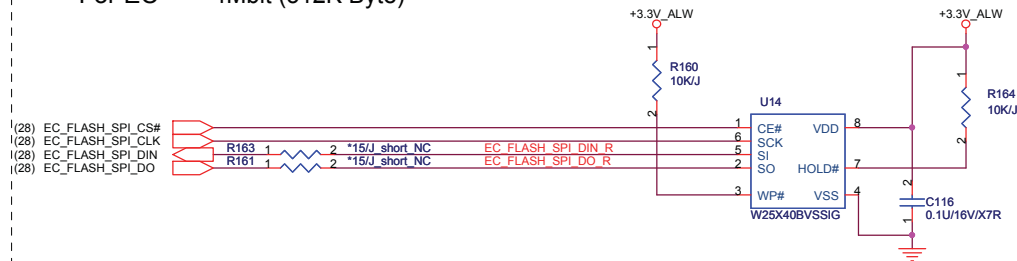 +3.3V_ALW +3.3V_ALW
1 R160 10K/J 2
1 R164 10K/J 2
U14
(28) EC_FLASH_SPI_CS# 1 CE# VDD 8
(28) EC_FLASH_SPI_CLK 6 SCK
(28) EC_FLASH_SPI_DIN R163 1 2 *15/J_short_NC EC_FLASH_SPI_DIN_R 5 SI
(28) EC_FLASH_SPI_DO R161 1 2 *15/J_short_NC EC_FLASH_SPI_DO_R 2 SO HOLD# 7
3 WP# VSS 4
W25X40BVSSIG
2 C116
1 0.1U/16V/X7R